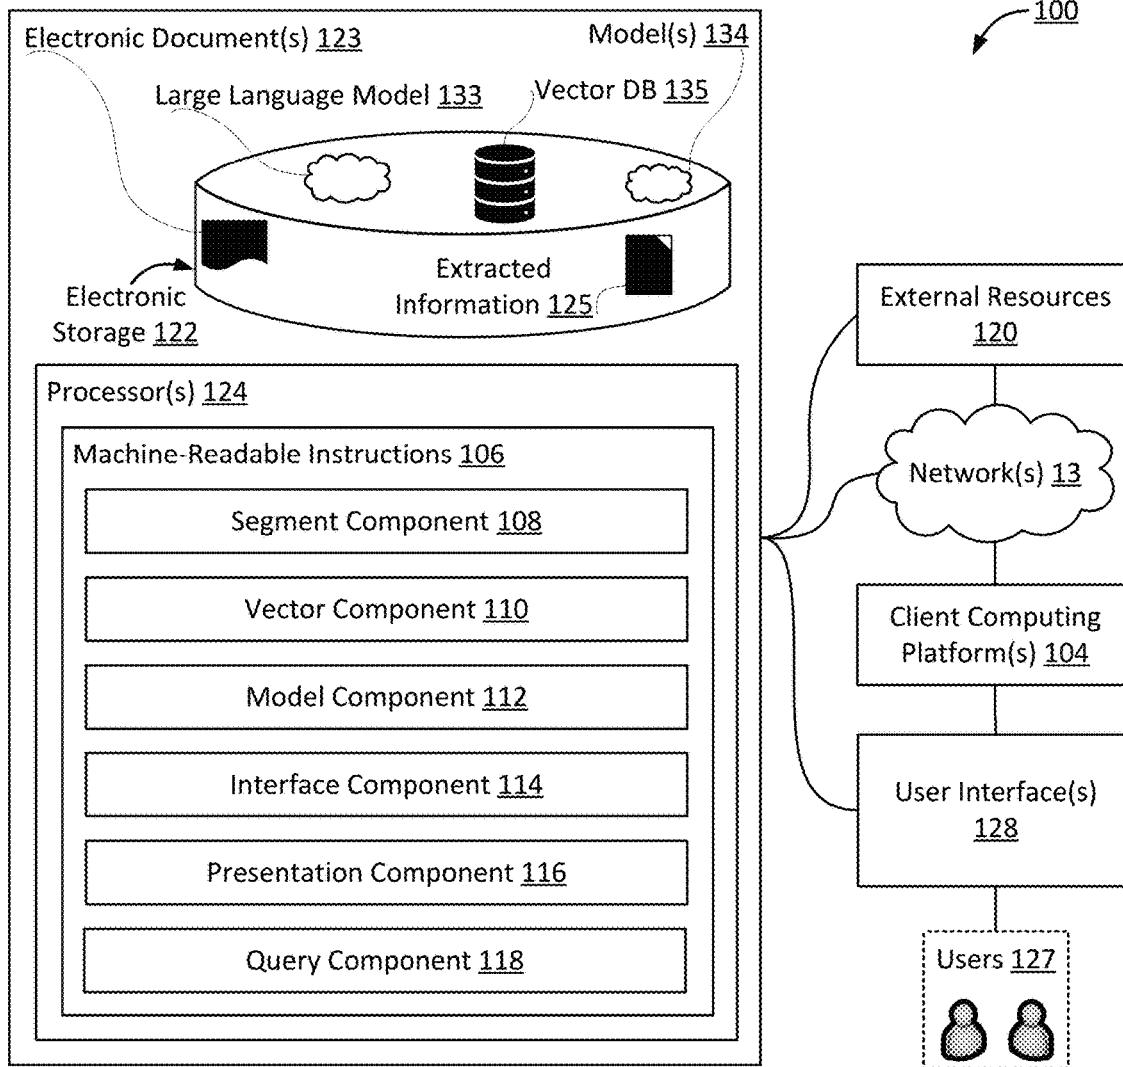 100
Electronic Document(s) 123
Model(s) 134
Large Language Model 133
Vector DB 135
Extracted
Information 125
Electronic
Storage 122
Processor(s) 124
Machine-Readable Instructions 106
Segment Component 108
Vector Component 110
Model Component 112
Interface Component 114
Presentation Component 116
Query Component 118
External Resources
120
Network(s) 13
Client Computing
Platform(s) 104
User Interface(s)
128
Users 127